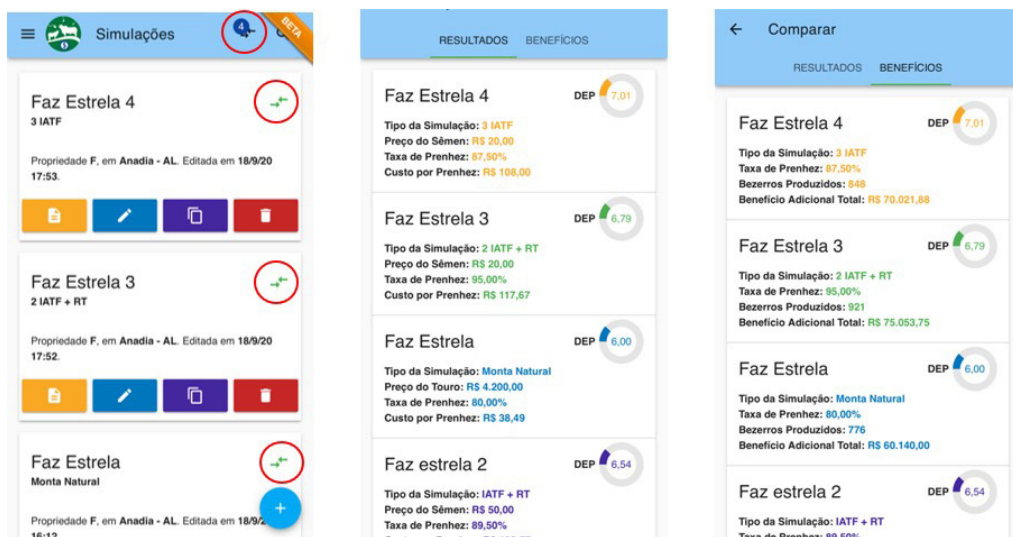 Simulações
4
BETA
Faz Estrela 4
3 IATF
Propriedade F, em Anadia - AL. Editada em 18/9/20
17:53.
Faz Estrela 3
2 IATF + RT
Propriedade F, em Anadia - AL. Editada em 18/9/20
17:52.
Faz Estrela
Monta Natural
Propriedade F, em Anadia - AL. Editada em 18/9/2
16:12
RESULTADOS BENEFÍCIOS
Faz Estrela 4 DEP 7,01
Tipo da Simulação: 3 IATF
Preço do Sêmen: R$ 20,00
Taxa de Prenhez: 87,50%
Custo por Prenhez: R$ 108,00
Faz Estrela 3 DEP 6,79
Tipo da Simulação: 2 IATF + RT
Preço do Sêmen: R$ 20,00
Taxa de Prenhez: 95,00%
Custo por Prenhez: R$ 117,67
Faz Estrela DEP 6,00
Tipo da Simulação: Monta Natural
Preço do Touro: R$ 4.200,00
Taxa de Prenhez: 80,00%
Custo por Prenhez: R$ 38,49
Faz estrela 2 DEP 6,54
Tipo da Simulação: IATF + RT
Preço do Sêmen: R$ 50,00
Taxa de Prenhez: 89,50%
Comparar
RESULTADOS BENEFÍCIOS
Faz Estrela 4 DEP 7,01
Tipo da Simulação: 3 IATF
Taxa de Prenhez: 87,50%
Bezerros Produzidos: 848
Benefício Adicional Total: R$ 70.021,88
Faz Estrela 3 DEP 6,79
Tipo da Simulação: 2 IATF + RT
Taxa de Prenhez: 95,00%
Bezerros Produzidos: 921
Benefício Adicional Total: R$ 75.053,75
Faz Estrela DEP 6,00
Tipo da Simulação: Monta Natural
Taxa de Prenhez: 80,00%
Bezerros Produzidos: 776
Benefício Adicional Total: R$ 60.140,00
Faz estrela 2 DEP 6,54
Tipo da Simulação: IATF + RT
Taxa de Prenhez: 89,50%